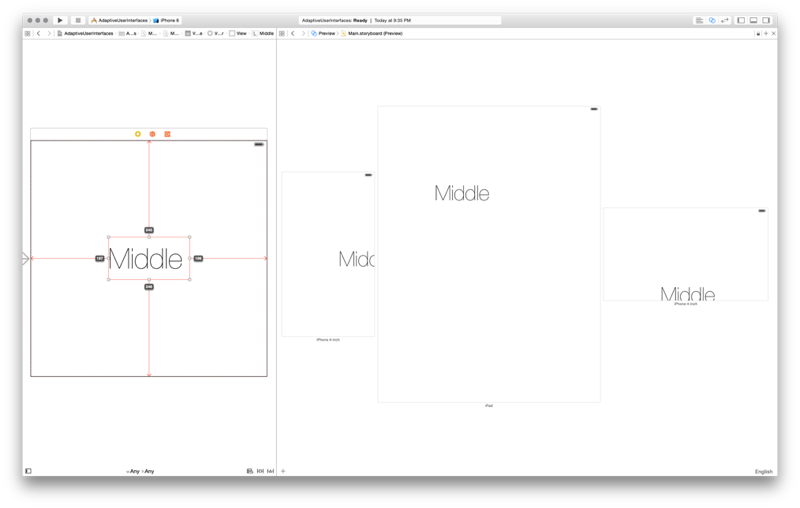 AdaptiveUserInterfaces › iPhone 6
AdaptiveUserInterfaces: Ready | Today at 9:35 PM
AdaptiveUserInterfaces › A...s › M... › M... › V...a › V...r › View › L Middle
Preview › Main.storyboard (Preview)
Middle
Middle
Midd
Middle
iPhone 4-inch
iPhone 4-inch
iPad
wAny hAny
English